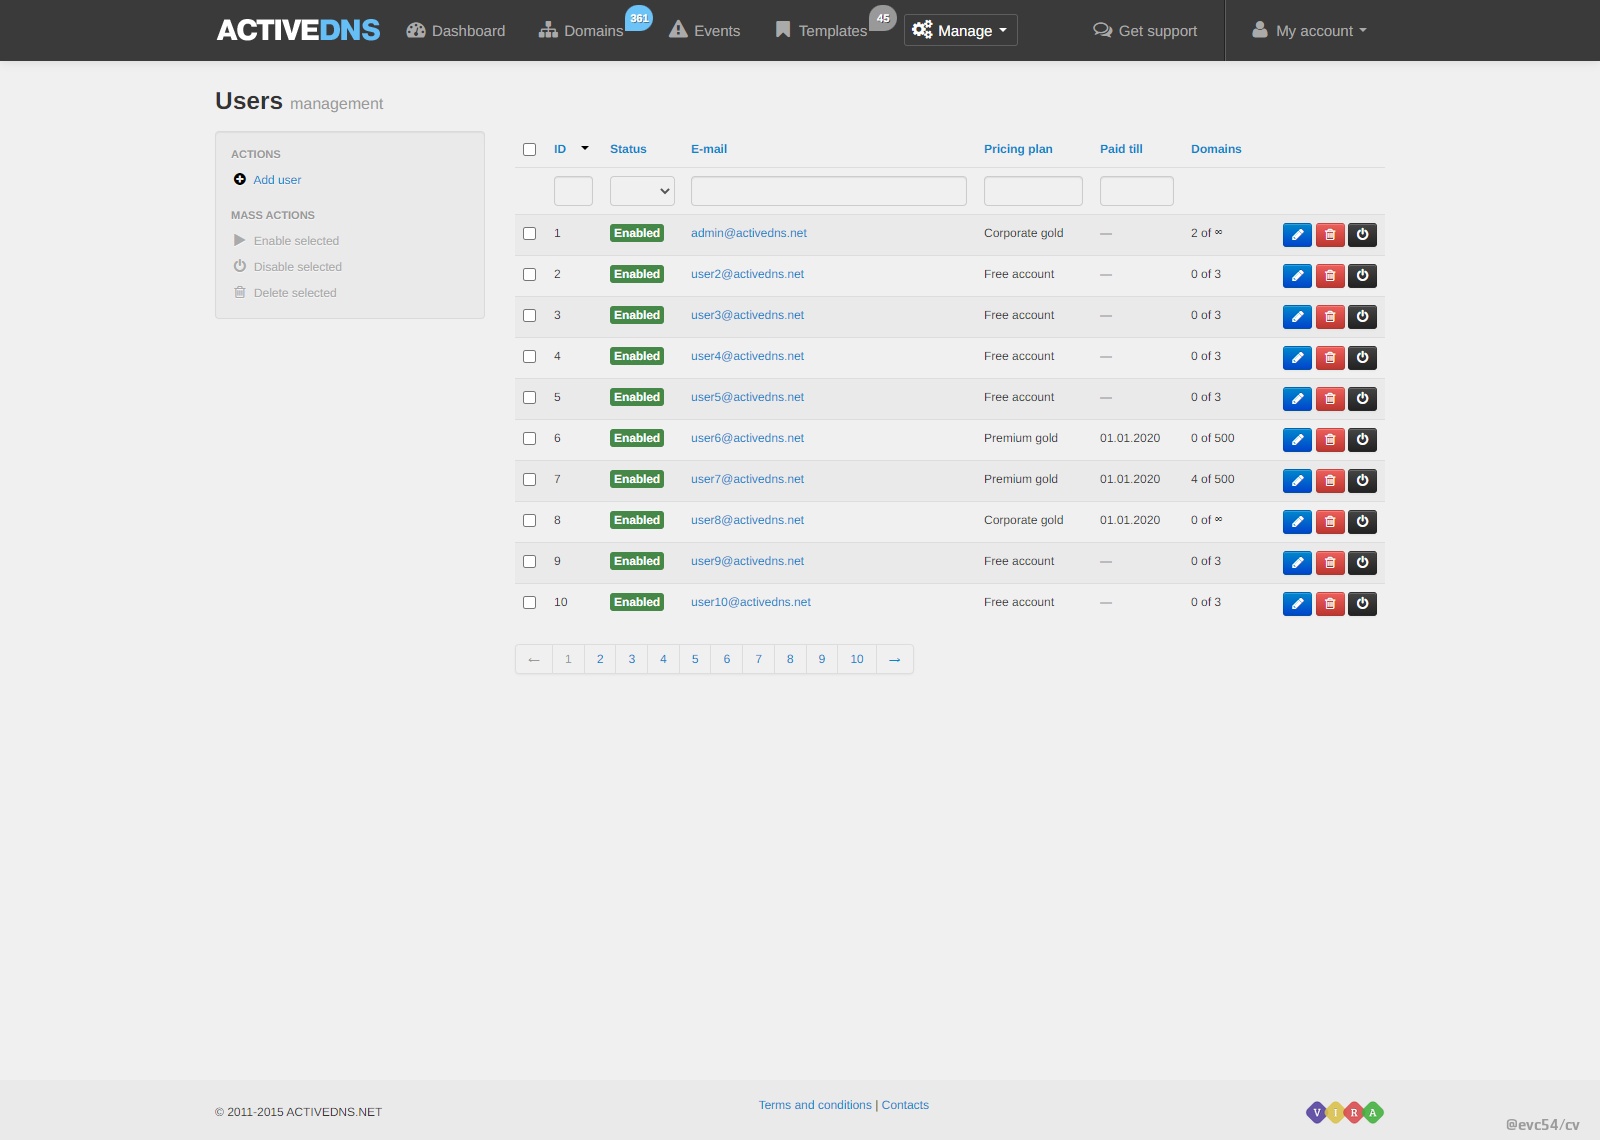 ACTIVEDNS Dashboard Domains 361 Events Templates 45 Manage Get support My account
Users management
ACTIONS
Add user
MASS ACTIONS
Enable selected
Disable selected
Delete selected
ID Status E-mail Pricing plan Paid till Domains
1 Enabled admin@activedns.net Corporate gold — 2 of ∞
2 Enabled user2@activedns.net Free account — 0 of 3
3 Enabled user3@activedns.net Free account — 0 of 3
4 Enabled user4@activedns.net Free account — 0 of 3
5 Enabled user5@activedns.net Free account — 0 of 3
6 Enabled user6@activedns.net Premium gold 01.01.2020 0 of 500
7 Enabled user7@activedns.net Premium gold 01.01.2020 4 of 500
8 Enabled user8@activedns.net Corporate gold 01.01.2020 0 of ∞
9 Enabled user9@activedns.net Free account — 0 of 3
10 Enabled user10@activedns.net Free account — 0 of 3
← 1 2 3 4 5 6 7 8 9 10 →
© 2011-2015 ACTIVEDNS.NET Terms and conditions | Contacts VIRA
@evc54/cv